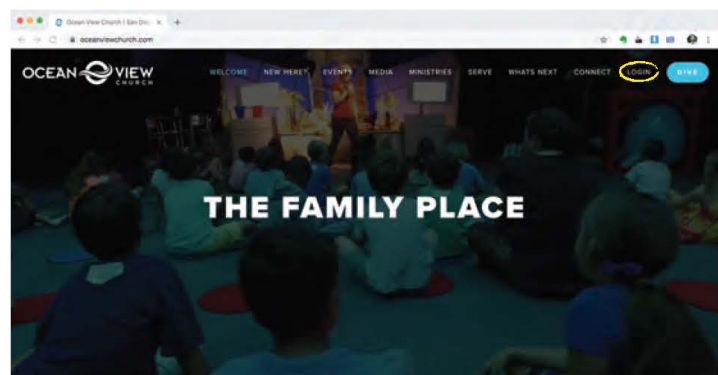 Ocean View Church | San Die
oceanviewchurch.com
OCEAN VIEW
CHURCH
WELCOME NEW HERE? EVENTS MEDIA MINISTRIES SERVE WHATS NEXT CONNECT LOGIN GIVE
THE FAMILY PLACE